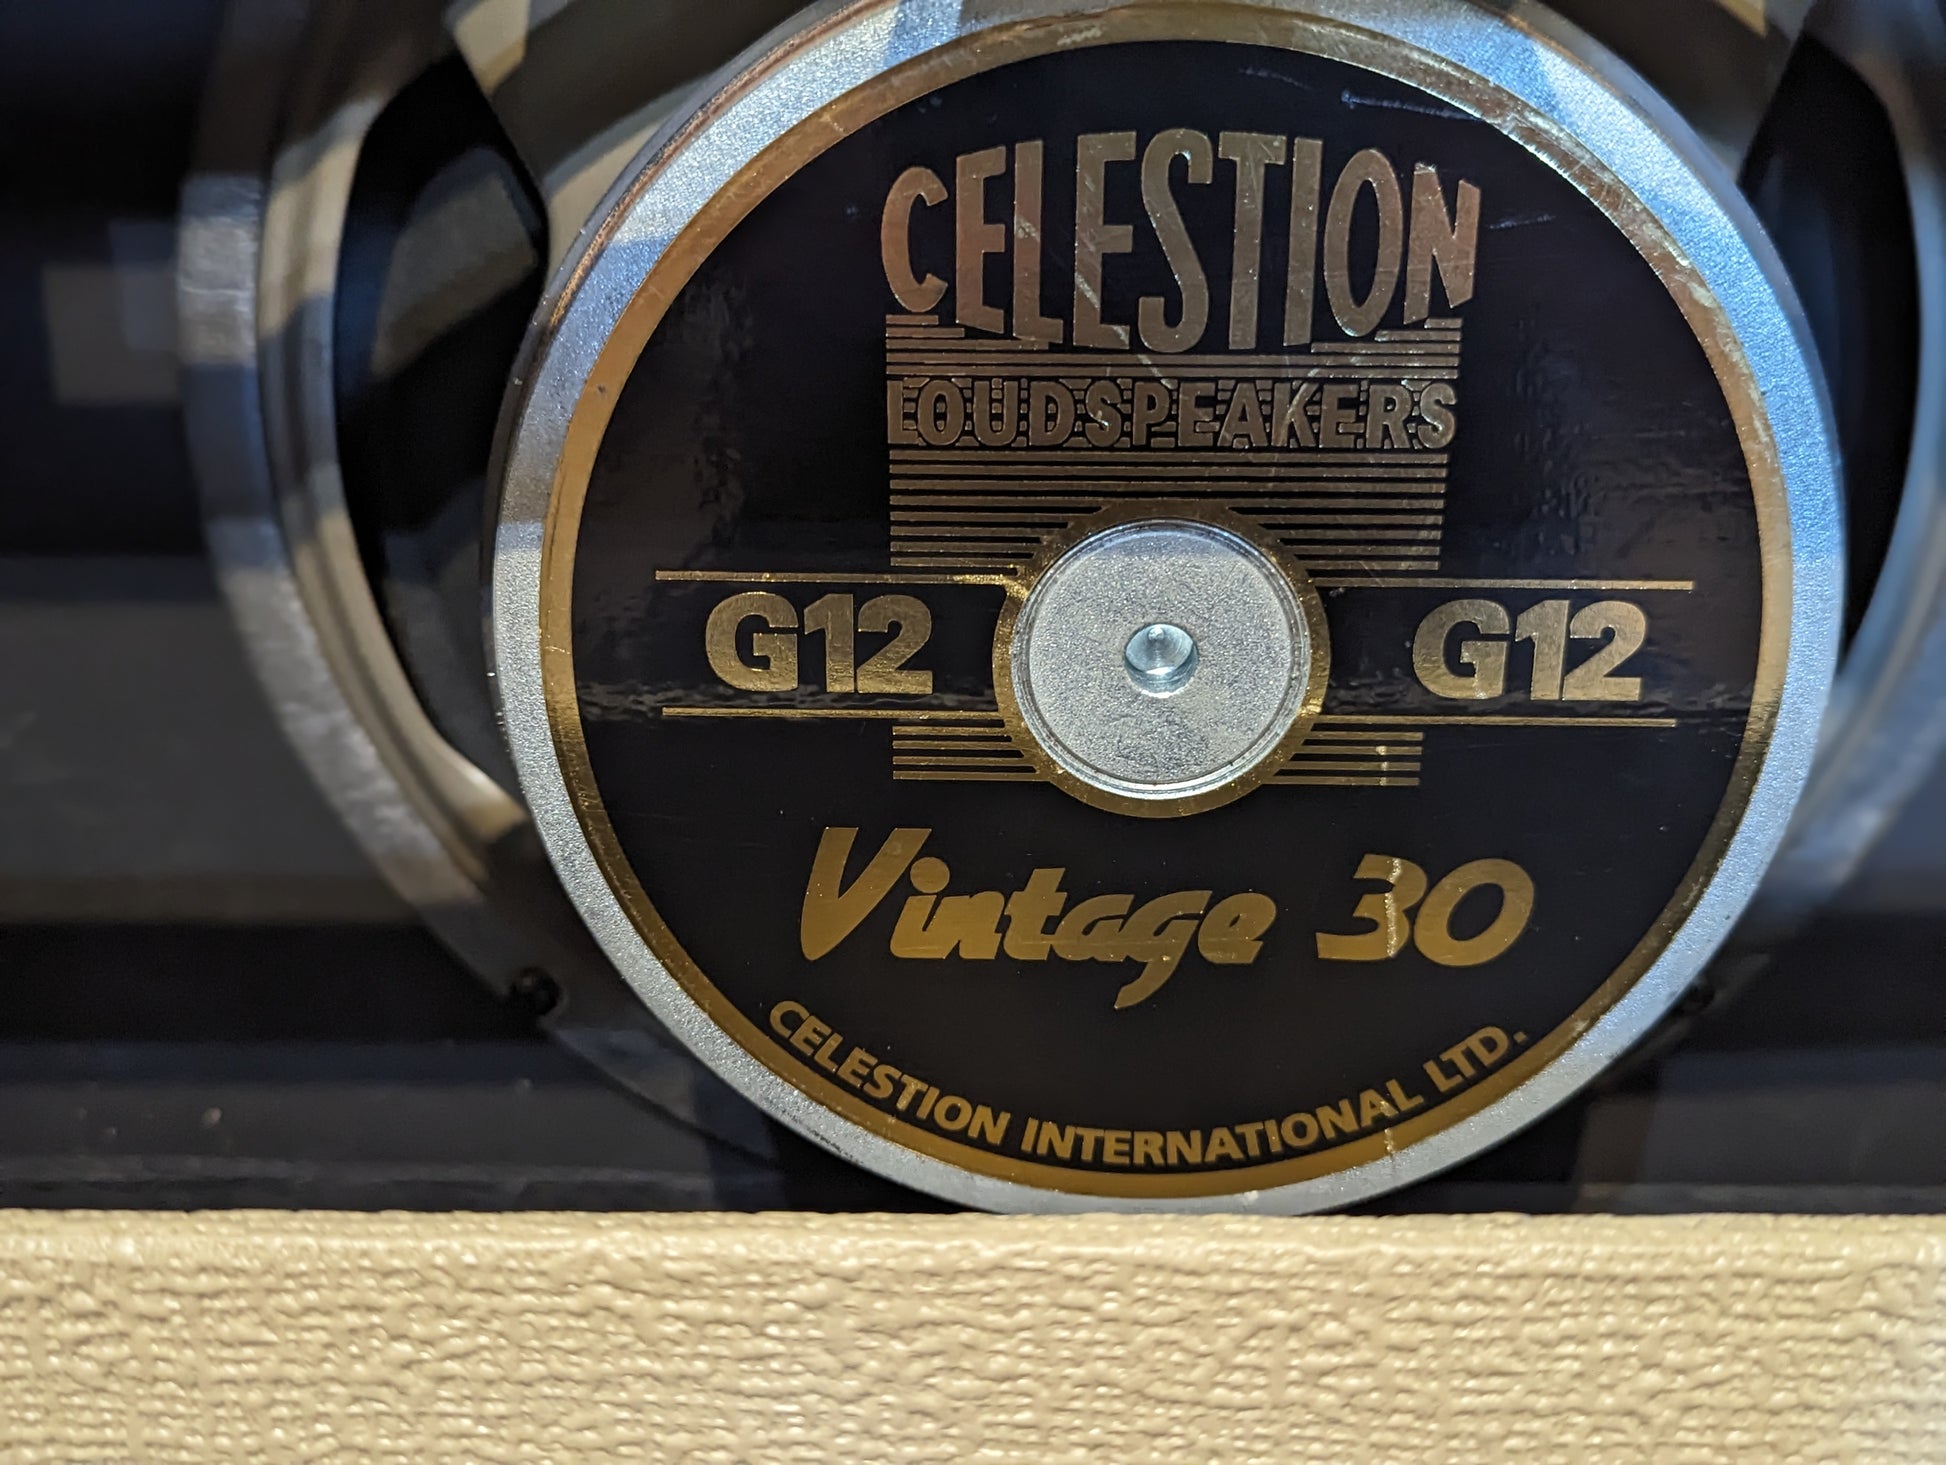 CELESTION
LOUDSPEAKERS
G12 G12
Vintage 30
CELESTION INTERNATIONAL LTD.